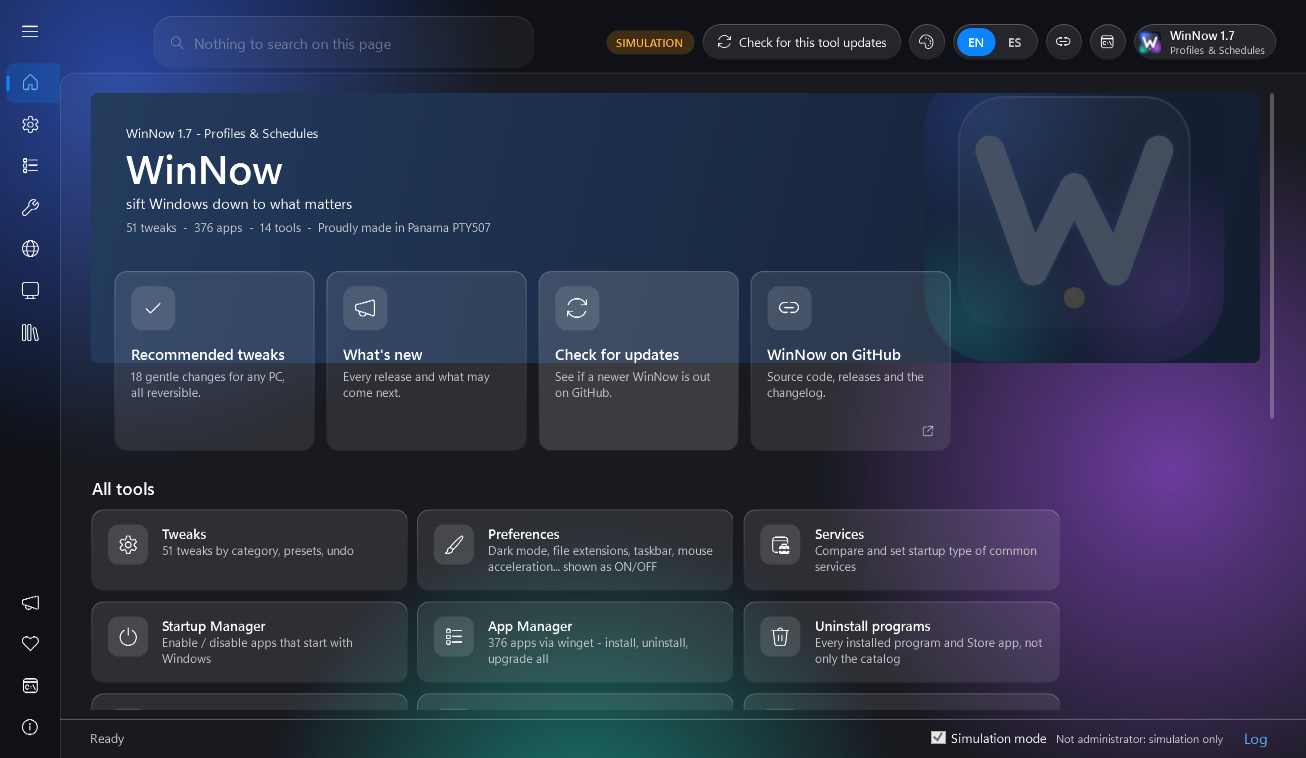 Nothing to search on this page
SIMULATION
Check for this tool updates
EN
ES
WinNow 1.7
Profiles & Schedules
WinNow 1.7 - Profiles & Schedules
WinNow
sift Windows down to what matters
51 tweaks - 376 apps - 14 tools - Proudly made in Panama PTY507
Recommended tweaks
18 gentle changes for any PC,
all reversible.
What's new
Every release and what may
come next.
Check for updates
See if a newer WinNow is out
on GitHub.
WinNow on GitHub
Source code, releases and the
changelog.
All tools
Tweaks
51 tweaks by category, presets, undo
Preferences
Dark mode, file extensions, taskbar, mouse
acceleration... shown as ON/OFF
Services
Compare and set startup type of common
services
Startup Manager
Enable / disable apps that start with
Windows
App Manager
376 apps via winget - install, uninstall,
upgrade all
Uninstall programs
Every installed program and Store app, not
only the catalog
Ready
Simulation mode
Not administrator: simulation only
Log